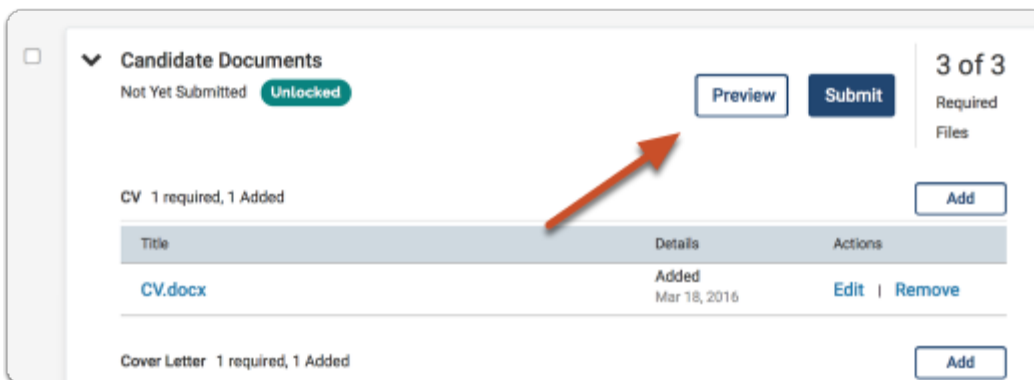 Candidate Documents
Not Yet Submitted Unlocked
Preview Submit
3 of 3
Required
Files
CV 1 required, 1 Added
Add
Title Details Actions
CV.docx
Added
Mar 18, 2016
Edit | Remove
Cover Letter 1 required, 1 Added
Add